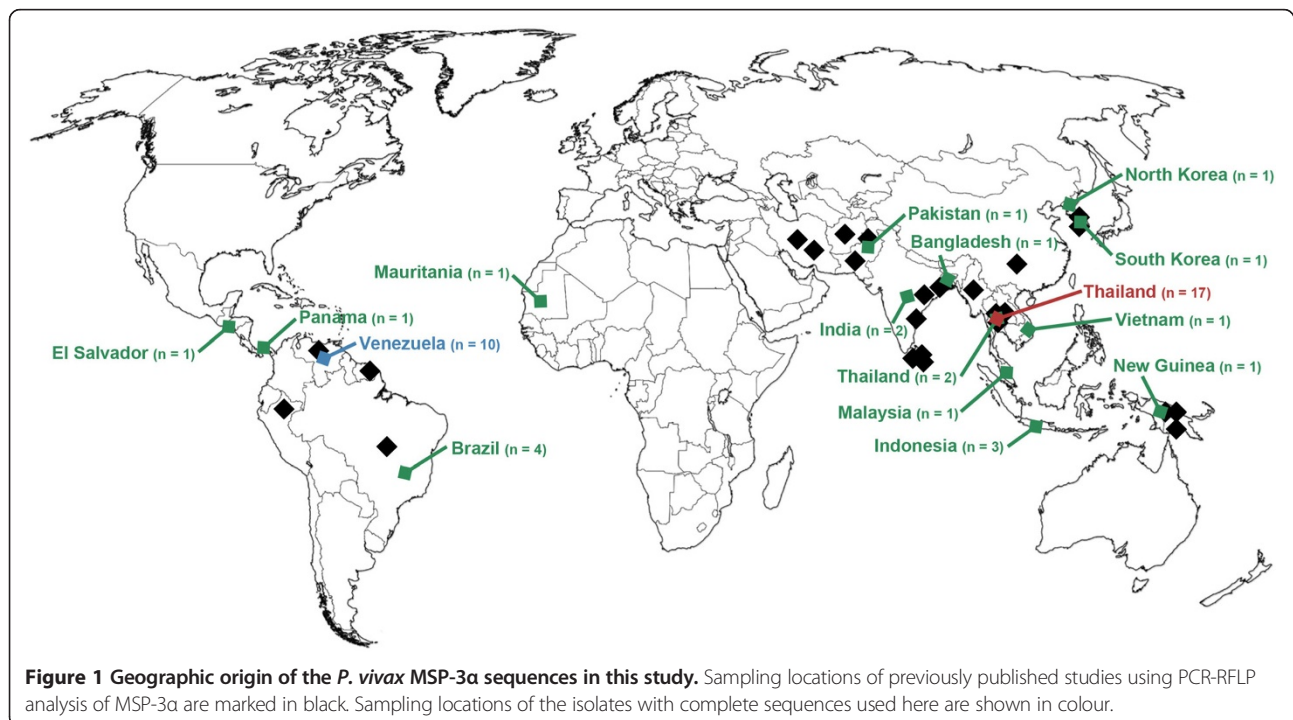 North Korea (n = 1)
Pakistan (n = 1)
Bangladesh (n = 1)
South Korea (n = 1)
Mauritania (n = 1)
Thailand (n = 17)
Panama (n = 1)
India (n = 2)
Vietnam (n = 1)
El Salvador (n = 1)
Venezuela (n = 10)
Thailand (n = 2)
New Guinea (n = 1)
Malaysia (n = 1)
Brazil (n = 4)
Indonesia (n = 3)
Figure 1 Geographic origin of the P. vivax MSP-3α sequences in this study. Sampling locations of previously published studies using PCR-RFLP
analysis of MSP-3α are marked in black. Sampling locations of the isolates with complete sequences used here are shown in colour.